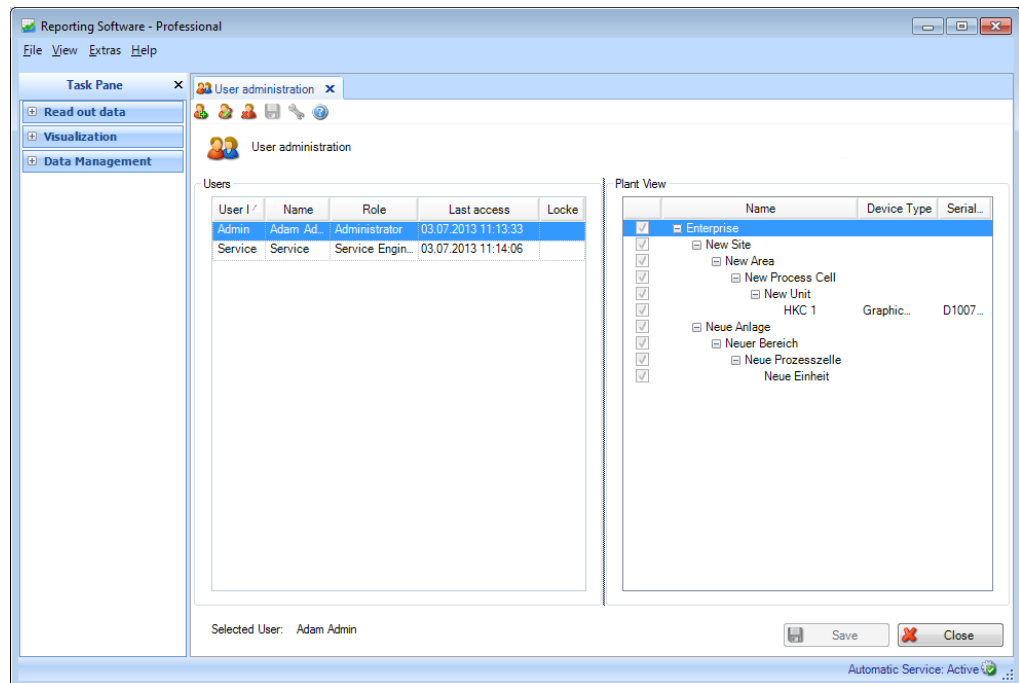 Reporting Software - Professional
File View Extras Help
Task Pane
Read out data
Visualization
Data Management
User administration
User administration
Users
User I Name Role Last access Locke
Admin Adam Ad... Administrator 03.07.2013 11:13:33
Service Service Service Engin... 03.07.2013 11:14:06
Plant View
Name Device Type Serial...
Enterprise
New Site
New Area
New Process Cell
New Unit
HKC 1 Graphic... D1007...
Neue Anlage
Neuer Bereich
Neue Prozesszelle
Neue Einheit
Selected User: Adam Admin
Save Close
Automatic Service: Active